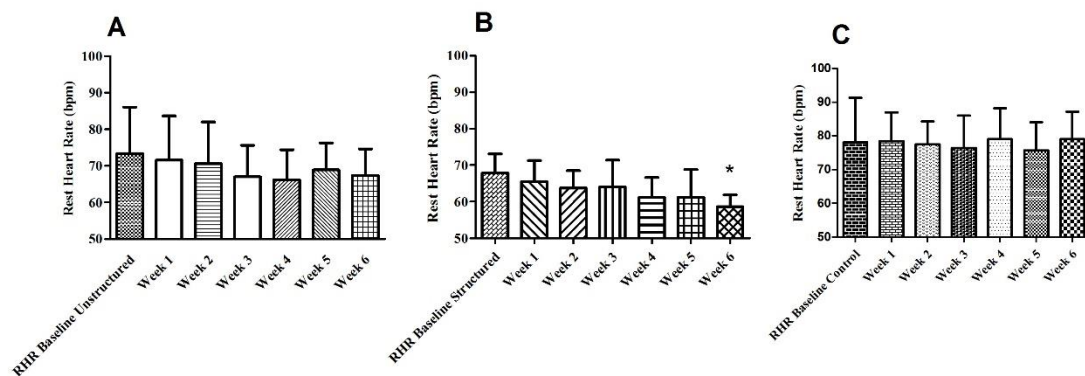 A
Rest Heart Rate (bpm)
100
90
80
70
60
50
RHR Baseline Unstructured
Week 1
Week 2
Week 3
Week 4
Week 5
Week 6
B
Rest Heart Rate (bpm)
100
90
80
70
60
50
*
RHR Baseline Structured
Week 1
Week 2
Week 3
Week 4
Week 5
Week 6
C
Rest Heart Rate (bpm)
100
90
80
70
60
50
RHR Baseline Control
Week 1
Week 2
Week 3
Week 4
Week 5
Week 6